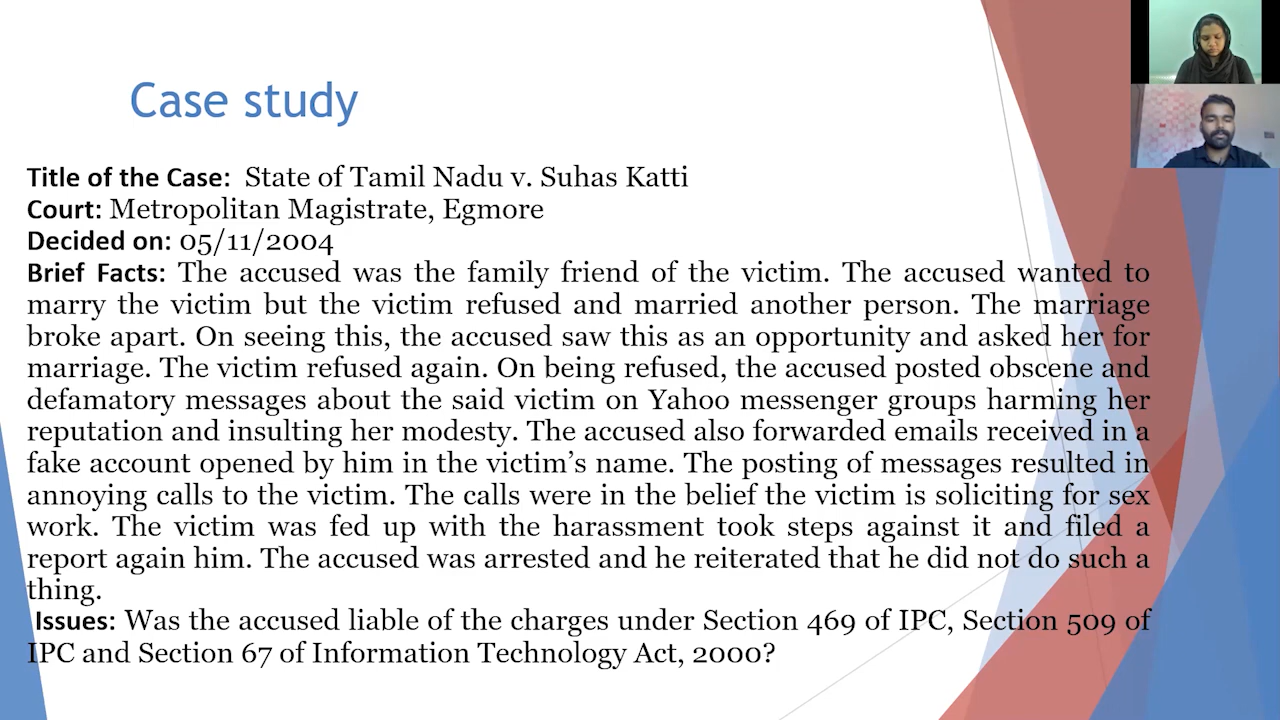 Case study
Title of the Case: State of Tamil Nadu v. Suhas Katti
Court: Metropolitan Magistrate, Egmore
Decided on: 05/11/2004
Brief Facts: The accused was the family friend of the victim. The accused wanted to
marry the victim but the victim refused and married another person. The marriage
broke apart. On seeing this, the accused saw this as an opportunity and asked her for
marriage. The victim refused again. On being refused, the accused posted obscene and
defamatory messages about the said victim on Yahoo messenger groups harming her
reputation and insulting her modesty. The accused also forwarded emails received in a
fake account opened by him in the victim's name. The posting of messages resulted in
annoying calls to the victim. The calls were in the belief the victim is soliciting for sex
work. The victim was fed up with the harassment took steps against it and filed a
report again him. The accused was arrested and he reiterated that he did not do such a
thing.
Issues: Was the accused liable of the charges under Section 469 of IPC, Section 509 of
IPC and Section 67 of Information Technology Act, 2000?